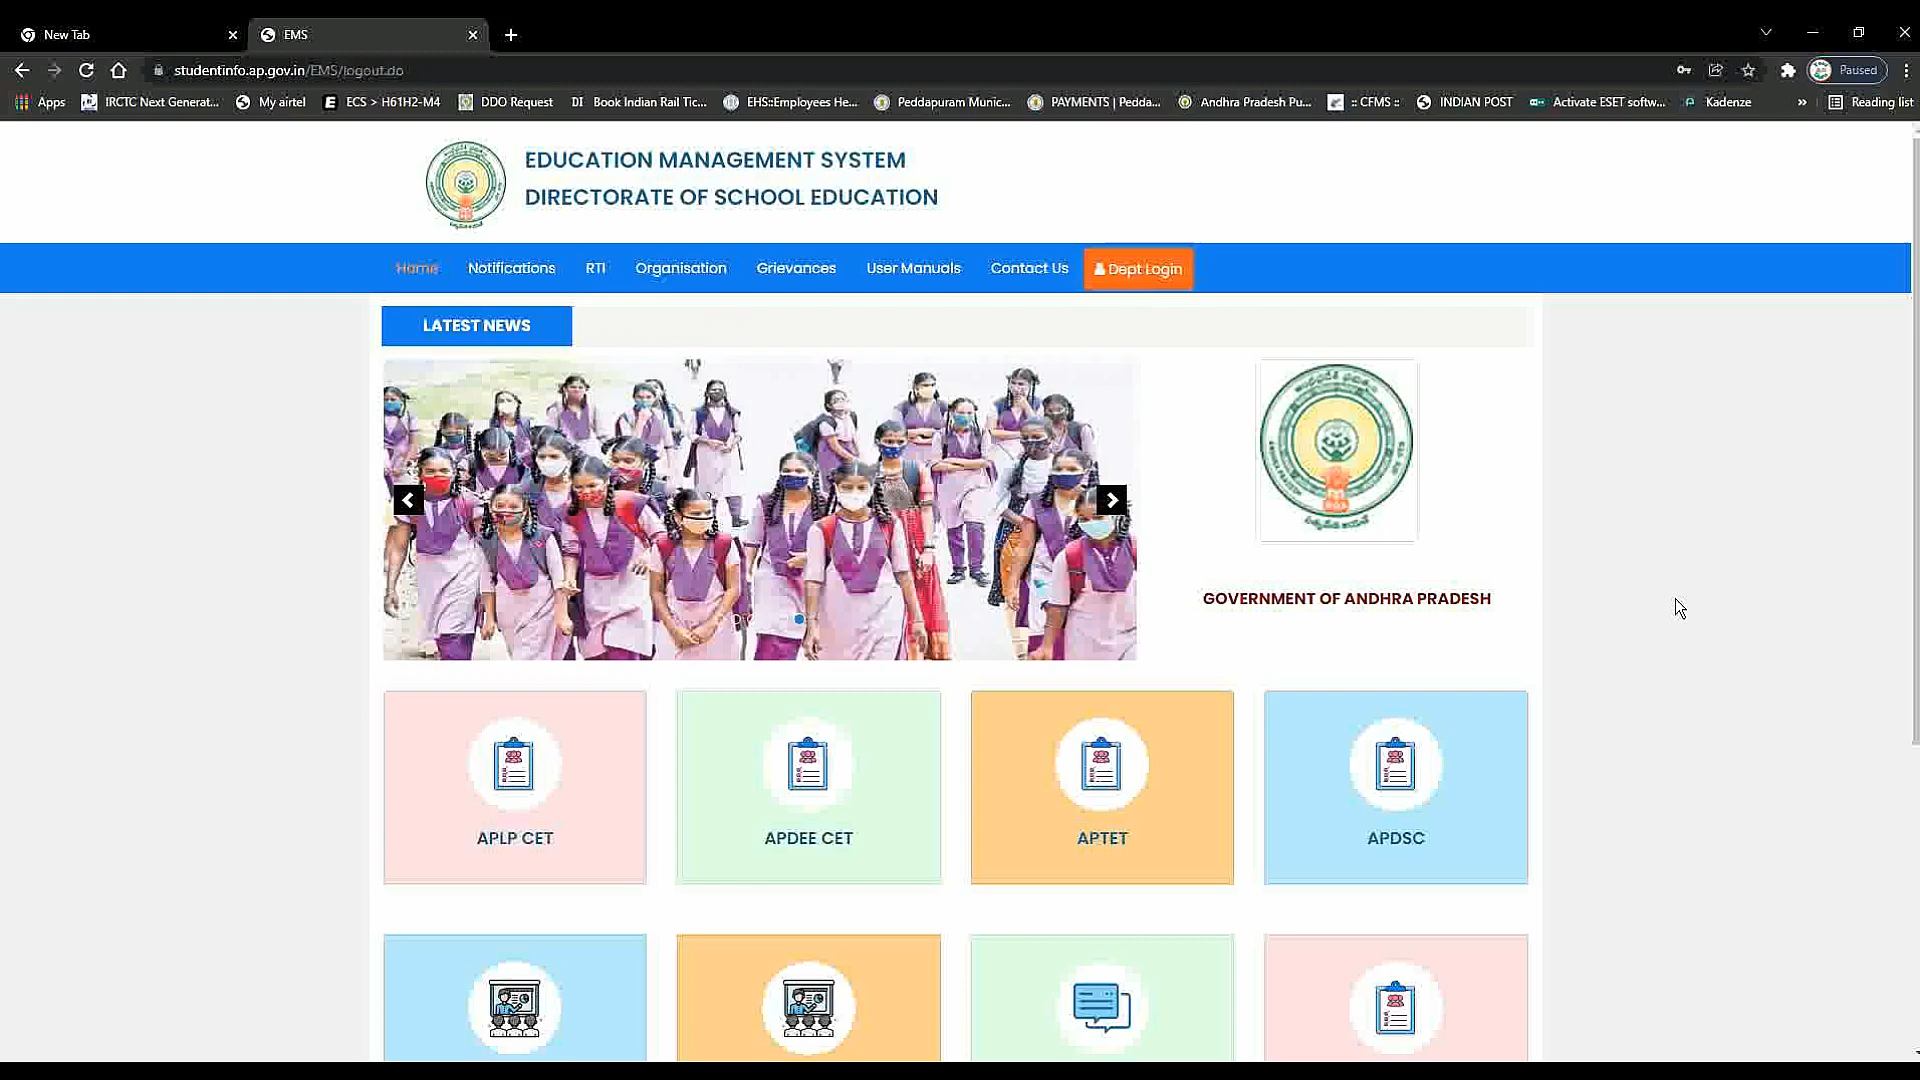 New Tab
EMS
studentinfo.ap.gov.in/EMS/logout.do
Paused
Apps
IRCTC Next Generat...
My airtel
ECS > H61H2-M4
DDO Request
DI
Book Indian Rail Tic...
EHS::Employees He...
Peddapuram Munic...
PAYMENTS | Pedda...
Andhra Pradesh Pu...
:: CFMS ::
INDIAN POST
Activate ESET softw...
Kadenze
»
Reading list
EDUCATION MANAGEMENT SYSTEM
DIRECTORATE OF SCHOOL EDUCATION
Home
Notifications
RTI
Organisation
Grievances
User Manuals
Contact Us
Dept Login
LATEST NEWS
GOVERNMENT OF ANDHRA PRADESH
APLP CET
APDEE CET
APTET
APDSC